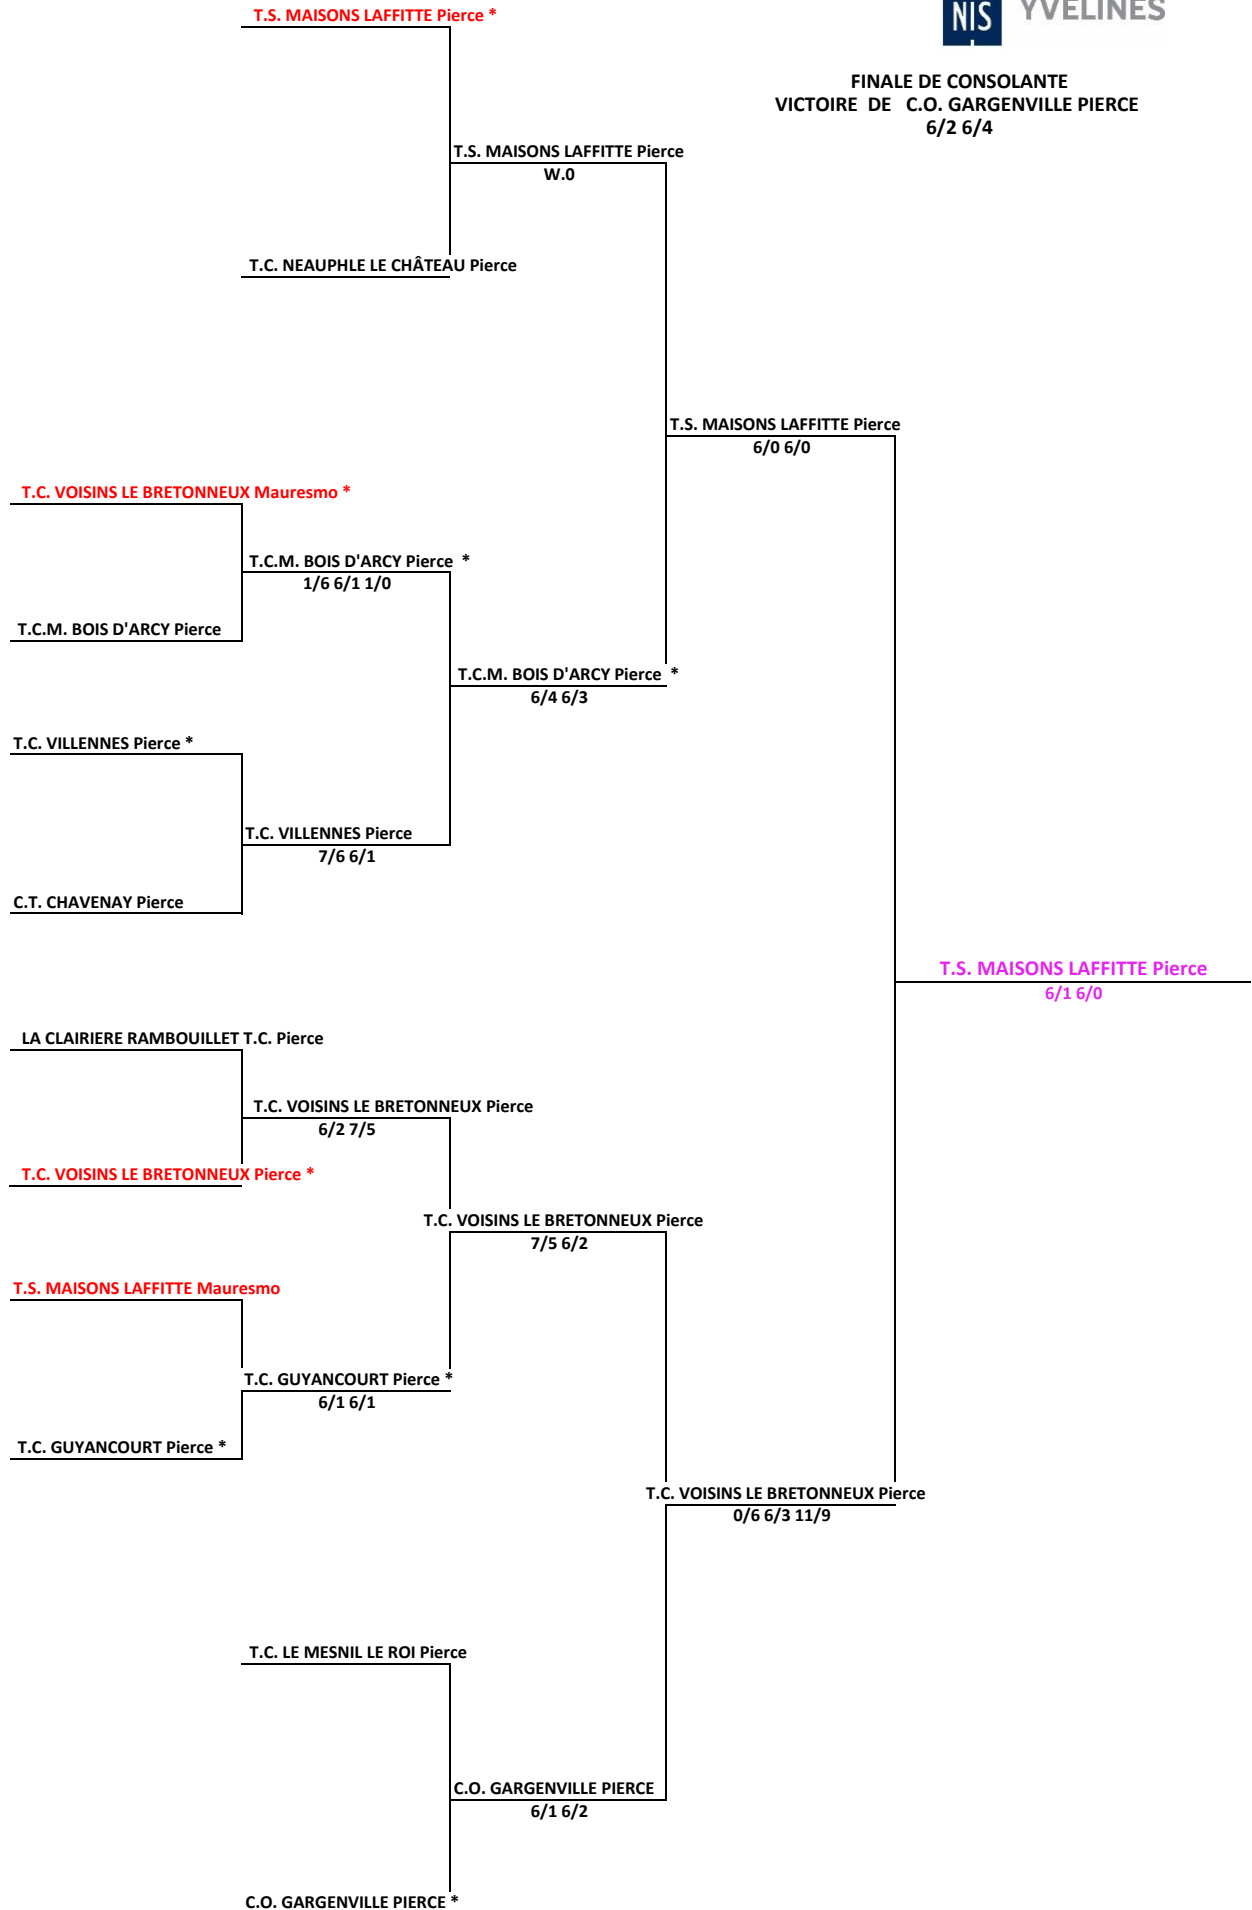 T.S. MAISONS LAFFITTE Pierce *
NIS YVELINES
FINALE DE CONSOLANTE
VICTOIRE DE C.O. GARGENVILLE PIERCE
6/2 6/4
T.S. MAISONS LAFFITTE Pierce
W.0
T.C. NEAUPHLE LE CHÂTEAU Pierce
T.S. MAISONS LAFFITTE Pierce
6/0 6/0
T.C. VOISINS LE BRETONNEUX Mauresmo *
T.C.M. BOIS D'ARCY Pierce *
1/6 6/1 1/0
T.C.M. BOIS D'ARCY Pierce
T.C.M. BOIS D'ARCY Pierce *
6/4 6/3
T.C. VILLENNES Pierce *
T.C. VILLENNES Pierce
7/6 6/1
C.T. CHAVENAY Pierce
T.S. MAISONS LAFFITTE Pierce
6/1 6/0
LA CLAIRIERE RAMBOUILLET T.C. Pierce
T.C. VOISINS LE BRETONNEUX Pierce
6/2 7/5
T.C. VOISINS LE BRETONNEUX Pierce *
T.C. VOISINS LE BRETONNEUX Pierce
7/5 6/2
T.S. MAISONS LAFFITTE Mauresmo
T.C. GUYANCOURT Pierce *
6/1 6/1
T.C. GUYANCOURT Pierce *
T.C. VOISINS LE BRETONNEUX Pierce
0/6 6/3 11/9
T.C. LE MESNIL LE ROI Pierce
C.O. GARGENVILLE PIERCE
6/1 6/2
C.O. GARGENVILLE PIERCE *